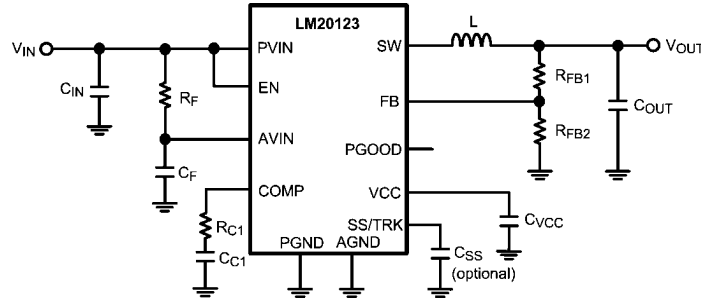 LM20123
VIN
PVIN
SW
L
VOUT
CIN
RF
EN
FB
RFB1
COUT
AVIN
PGOOD
RFB2
CF
COMP
VCC
RC1
SS/TRK
CVCC
CC1
PGND
AGND
CSS
(optional)